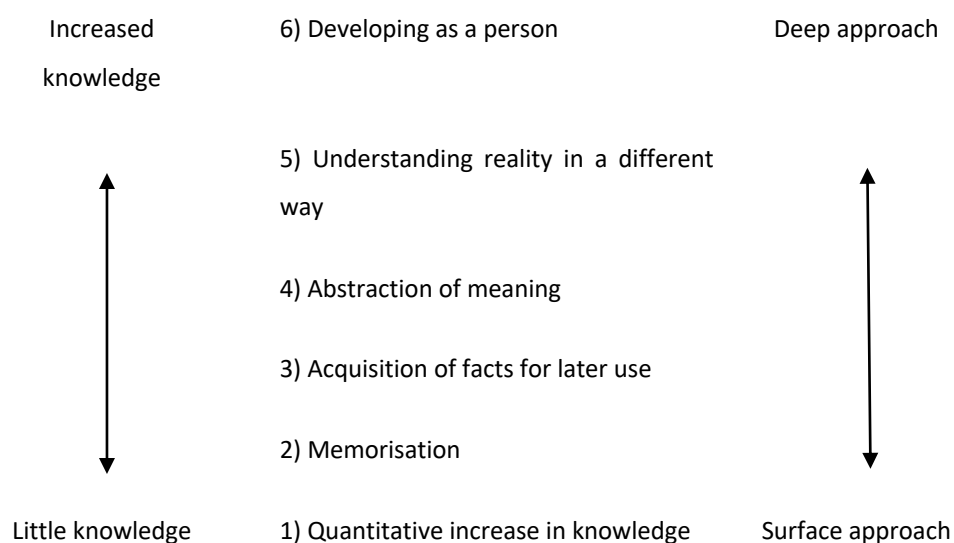 Increased 6) Developing as a person Deep approach
knowledge
5) Understanding reality in a different
way
4) Abstraction of meaning
3) Acquisition of facts for later use
2) Memorisation
Little knowledge 1) Quantitative increase in knowledge Surface approach